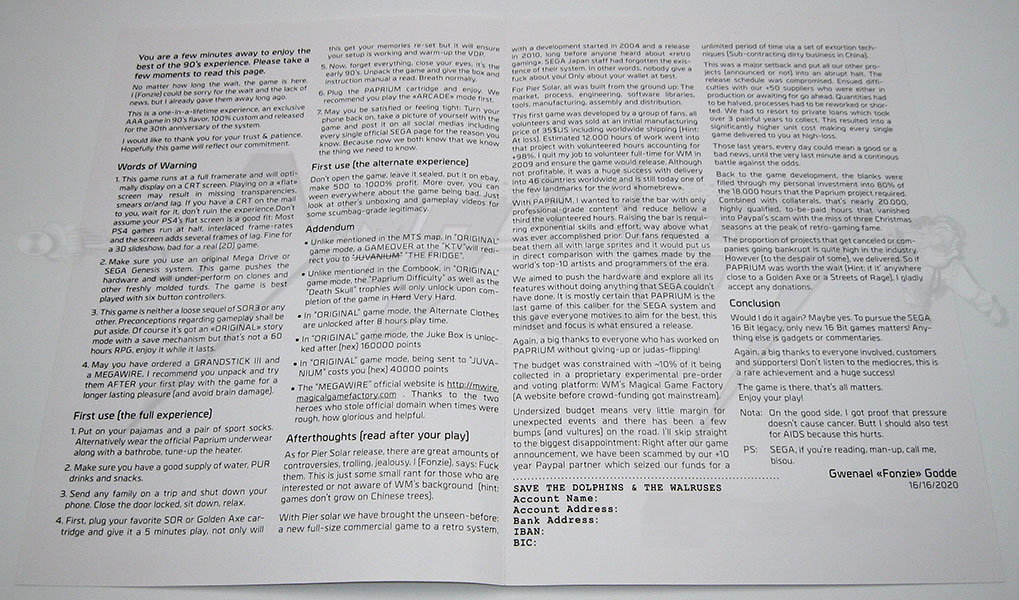 You are a few minutes away to enjoy the
best of the 90's experience. Please take a
few moments to read this page.
No matter how long the wait, the game is here.
I (Fonzie) could be sorry for the wait and the lack of
news, but I already gave them away long ago.
This is a one-in-a-lifetime experience, an exclusive
AAA game in 90's flavor, 100% custom and released
for the 30th anniversary of the system.
I would like to thank you for your trust & patience.
Hopefully this game will reflect our commitment.
Words of Warning
1. This game runs at a full framerate and will opti-
mally display on a CRT screen. Playing on a «flat»
screen may result in missing transparencies,
smears or/and lag. If you have a CRT on the mail
to you, wait for it, don't ruin the experience. Don't
assume your PS4's flat screen is a good fit: Most
PS4 games run at half, interlaced frame-rates
and the screen adds several frames of lag. Fine for
a 3D slideshow, bad for a real (2D) game.
2. Make sure you use an original Mega Drive or
SEGA Genesis system. This game pushes the
hardware and will under-perform on clones and
other freshly molded turds. The game is best
played with six button controllers.
3. This game is neither a loose sequel of SOR3 or any
other. Preconceptions regarding gameplay shall be
put aside. Of course it's got an «ORIGINAL» story
mode with a save mechanism but that's not a 60
hours RPG, enjoy it while it lasts.
4. May you have ordered a GRANDSTICK III and
a MEGAWIRE, I recommend you unpack and try
them AFTER your first play with the game for a
longer lasting pleasure (and avoid brain damage).
First use (the full experience)
1. Put on your pajamas and a pair of sport socks.
Alternatively wear the official Paprium underwear
along with a bathrobe, tune-up the heater.
2. Make sure you have a good supply of water, PUR
drinks and snacks.
3. Send any family on a trip and shut down your
phone. Close the door locked, sit down, relax.
4. First, plug your favorite SOR or Golden Axe car-
tridge and give it a 5 minutes play, not only will
this get your memories re-set but it will ensure
your setup is working and warm-up the VDP.
5. Now, forget everything, close your eyes. It's the
early 90's. Unpack the game and give the box and
instruction manual a read. Breath normally.
6. Plug the PAPRIUM cartridge and enjoy. We
recommend you play the «ARCADE» mode first.
7. May you be satisfied or feeling tight: Turn your
phone back on, take a picture of yourself with the
game and post it on all social medias including
every single official SEGA page for the reason you
know. Because now we both know that we know
the thing we need to know.
First use (the alternate experience)
Don't open the game, leave it sealed, put it on ebay,
make 500 to 1000% profit. More over, you can
ween everywhere about the game being bad. Just
look at other's unboxing and gameplay videos for
some scumbag-grade legitimacy.
Addendum
• Unlike mentioned in the MTS map, in "ORIGINAL"
game mode, a GAMEOVER at the "KTV" will redi-
rect you to "JUVANIUM" "THE FRIDGE".
• Unlike mentioned in the Combook, in "ORIGINAL"
game mode, the "Paprium Difficulty" as well as the
"Death Skull" trophies will only unlock upon com-
pletion of the game in Hard Very Hard.
• In "ORIGINAL" game mode, the Alternate Clothes
are unlocked after 8 hours play time.
• In "ORIGINAL" game mode, the Juke Box is unloc-
ked after (hex) 160000 points
• In "ORIGINAL" game mode, being sent to "JUVA-
NIUM" costs you (hex) 40000 points
• The "MEGAWIRE" official website is http://mwire.
magicalgamefactory.com . Thanks to the two
heroes who stole official domain when times were
rough, how glorious and helpful.
Afterthoughts (read after your play)
As for Pier Solar release, there are great amounts of
controversies, trolling, jealousy. I (Fonzie), says: Fuck
them. This is just some small rant for those who are
interested or not aware of WM's background (hint:
games don't grow on Chinese trees).
With Pier solar we have brought the unseen-before:
a new full-size commercial game to a retro system,
with a development started in 2004 and a release
in 2010, long before anyone heard about «retro
gaming». SEGA Japan staff had forgotten the exis-
tence of their system. In other words, nobody give a
fuck about you! Only about your wallet at best.
For Pier Solar, all was built from the ground up: The
market, process, engineering, software libraries,
tools, manufacturing, assembly and distribution.
This first game was developed by a group of fans, all
volunteers and was sold at an initial manufacturing
price of 35$US including worldwide shipping (Hint:
At loss). Estimated 12.000 hours of work went into
that project with volunteered hours accounting for
+98%. I quit my job to volunteer full-time for WM in
2009 and ensure the game would release. Although
not profitable, it was a huge success with delivery
into 46 countries worldwide and is still today one of
the few landmarks for the word «homebrew».
With PAPRIUM, I wanted to raise the bar with only
professional-grade content and reduce bellow a
third the volunteered hours. Raising the bar is requi-
ring exponential skills and effort, way above what
was ever accomplished prior. Our fans requested a
beat them all with large sprites and it would put us
in direct comparison with the games made by the
world's top-10 artists and programmers of the era.
We aimed to push the hardware and explore all its
features without doing anything that SEGA couldn't
have done. It is mostly certain that PAPRIUM is the
last game of this caliber for the SEGA system and
this gave everyone motives to aim for the best, this
mindset and focus is what ensured a release.
Again, a big thanks to everyone who has worked on
PAPRIUM without giving-up or judas-flipping!
The budget was constrained with ~10% of it being
collected in a proprietary experimental pre-order
and voting platform: WM's Magical Game Factory
(A website before crowd-funding got mainstream).
Undersized budget means very little margin for
unexpected events and there has been a few
bumps (and vultures) on the road. I'll skip straight
to the biggest disappointment: Right after our game
announcement, we have been scammed by our +10
year Paypal partner which seized our funds for a
unlimited period of time via a set of extortion tech-
niques (Sub-contracting dirty business in China).
This was a major setback and put all our other pro-
jects (announced or not) into an abrupt halt. The
release schedule was compromised. Ensued diffi-
culties with our +50 suppliers who were either in
production or awaiting for go ahead. Quantities had
to be halved, processes had to be reworked or shor-
ted. We had to resort to private loans which took
over 3 painful years to collect. This resulted into a
significantly higher unit cost making every single
game delivered to you at high-loss.
Those last years, every day could mean a good or a
bad news, until the very last minute and a continous
battle against the odds.
Back to the game development, the blanks were
filled through my personal investment into 80% of
the 18.000 hours that the Paprium project required.
Combined with collaterals, that's nearly 20.000,
highly qualified, to-be-paid hours that vanished
into Paypal's scam with the miss of three Christmas
seasons at the peak of retro-gaming fame.
The proportion of projects that get canceled or com-
panies going bankrupt is quite high in the industry.
However (to the despair of some), we delivered. So if
PAPRIUM was worth the wait (Hint: If it' anywhere
close to a Golden Axe or a Streets of Rage), I gladly
accept any donations.
Conclusion
Would I do it again? Maybe yes. To pursue the SEGA
16 Bit legacy, only new 16 Bit games matters! Any-
thing else is gadgets or commentaries.
Again, a big thanks to everyone involved, customers
and supporters! Don't listen to the mediocres, this is
a rare achievement and a huge success!
The game is there, that's all matters.
Enjoy your play!
Nota: On the good side, I got proof that pressure
doesn't cause cancer. Butt I should also test
for AIDS because this hurts.
PS: SEGA, if you're reading, man-up, call me,
bisou.
Gwenael «Fonzie» Godde
16/16/2020
SAVE THE DOLPHINS & THE WALRUSES
Account Name:
Account Address:
Bank Address:
IBAN:
BIC: